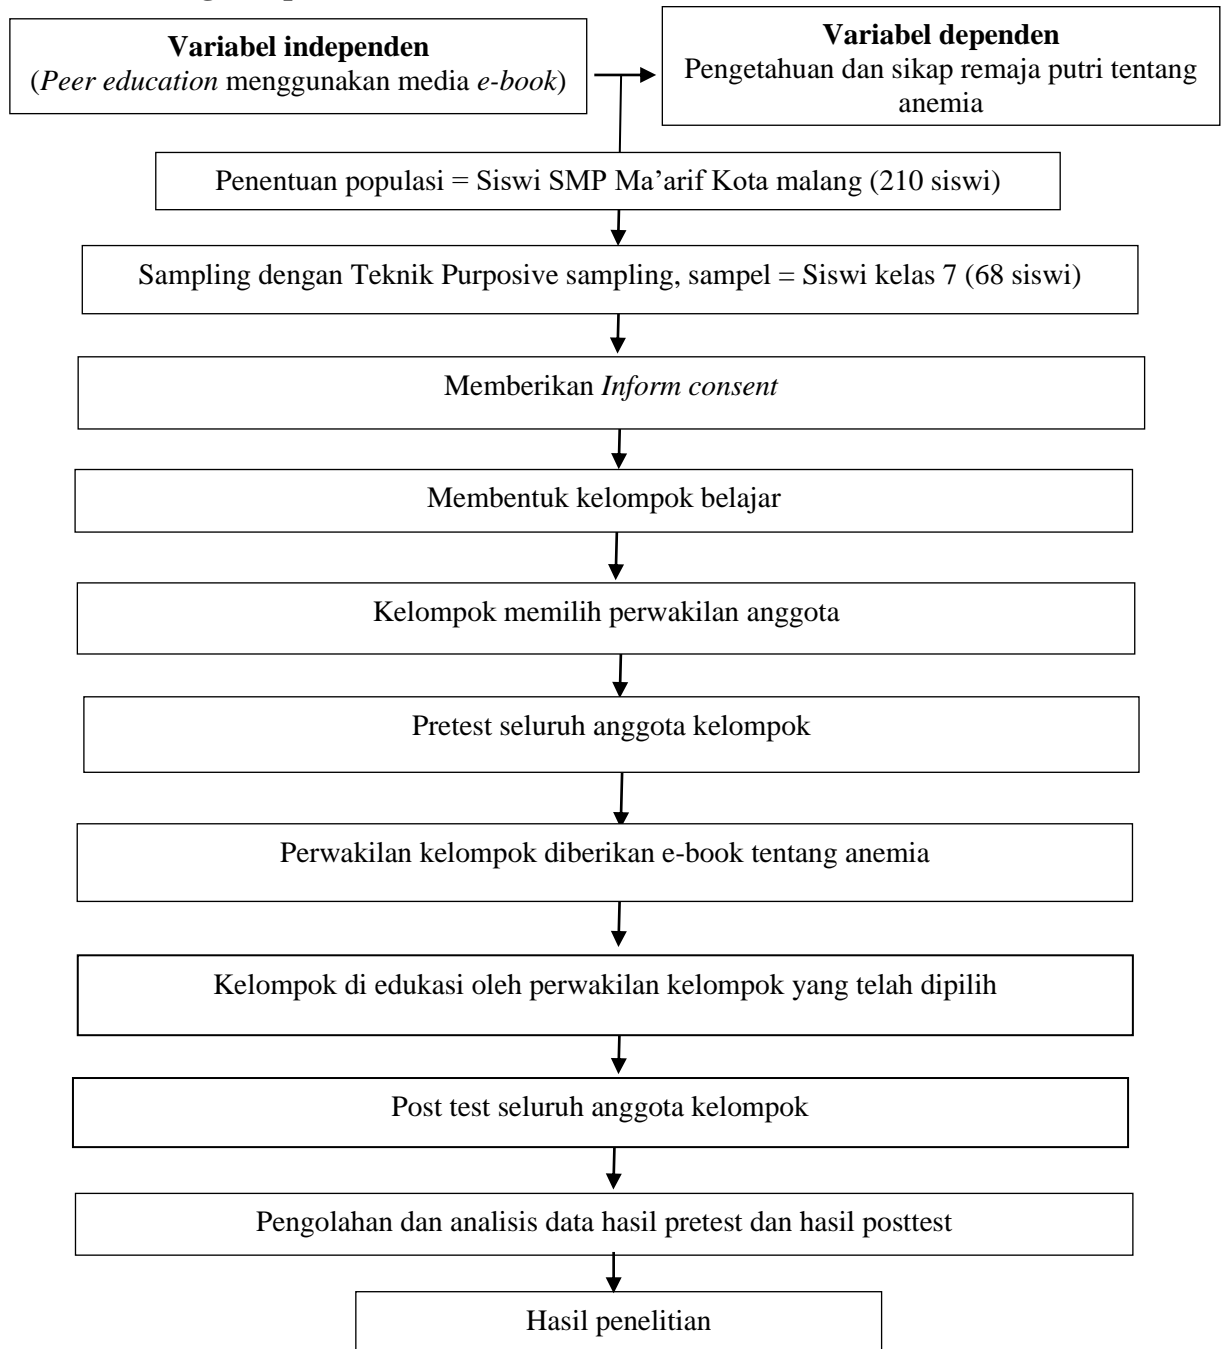 Variabel independen
(Peer education menggunakan media e-book)
Variabel dependen
Pengetahuan dan sikap remaja putri tentang
anemia
Penentuan populasi = Siswi SMP Ma’arif Kota malang (210 siswi)
Sampling dengan Teknik Purposive sampling, sampel = Siswi kelas 7 (68 siswi)
Memberikan Inform consent
Membentuk kelompok belajar
Kelompok memilih perwakilan anggota
Pretest seluruh anggota kelompok
Perwakilan kelompok diberikan e-book tentang anemia
Kelompok di edukasi oleh perwakilan kelompok yang telah dipilih
Post test seluruh anggota kelompok
Pengolahan dan analisis data hasil pretest dan hasil posttest
Hasil penelitian